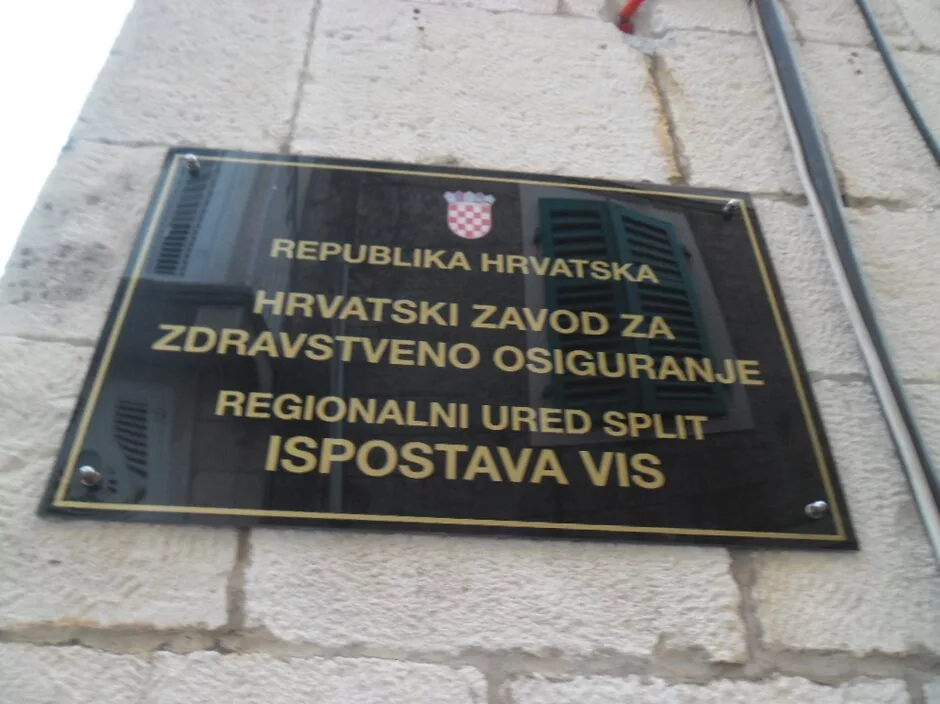 REPUBLIKA HRVATSKA
HRVATSKI ZAVOD ZA
ZDRAVSTVENO OSIGURANJE
REGIONALNI URED SPLIT
ISPOSTAVA VIS